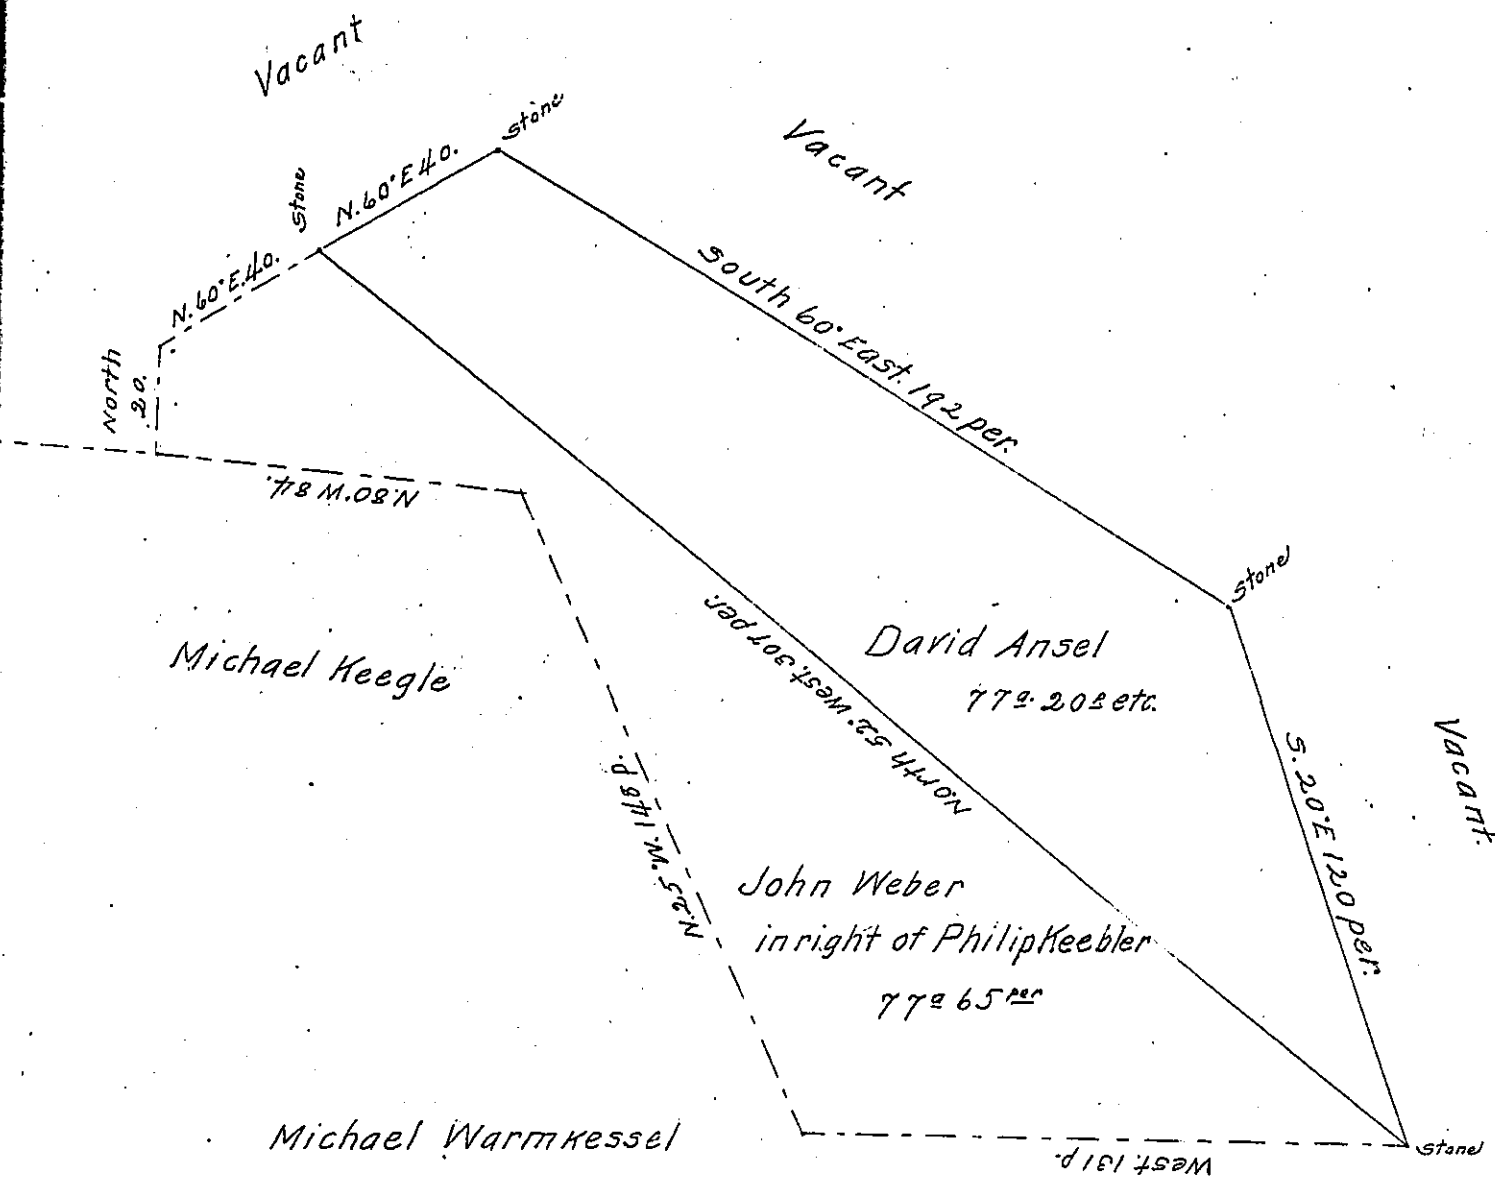 Vacant
Stone
Vacant
Stone
N. 60° E 40.
N. 60° E. 40.
South 60° East. 192 per.
North
20.
N. 80° W 84.
Stone
Michael Keegle
David Ansel
77a. 20s etc.
North 52° West. 307 per.
Vacant.
S. 20° E 120 per.
N. 25° W. 148 p.
John Weber
in right of Philip Keebler
77a 65 per
Michael Warmkessel
West. 131 p.
Stone